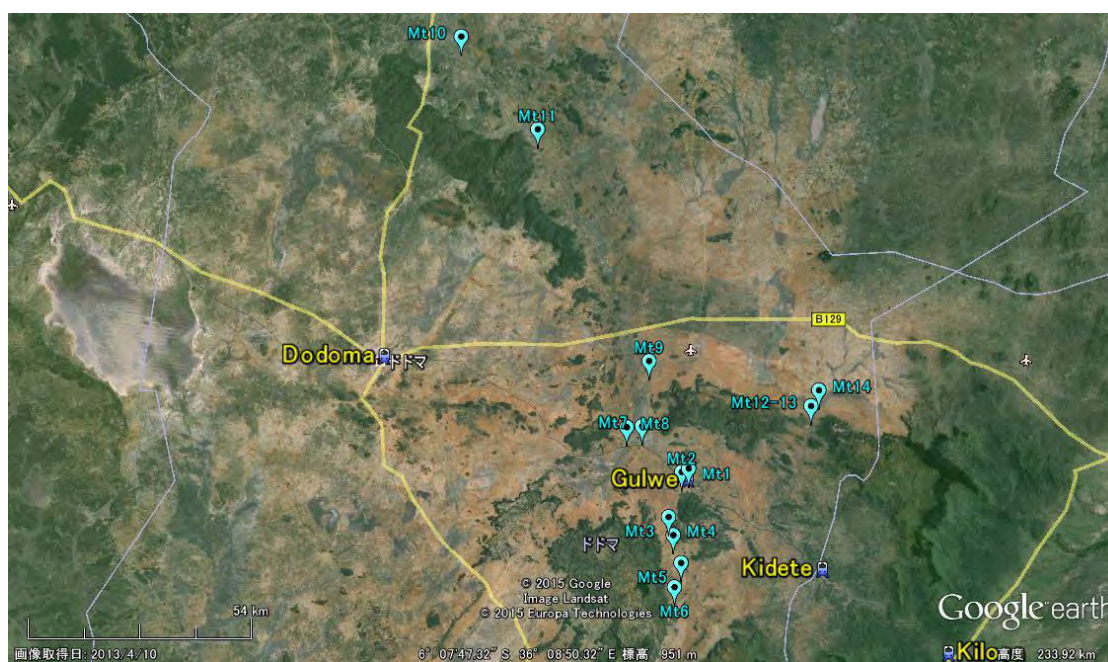 Mt10
Mt11
B129
Dodoma
ドドマ
Mt9
Mt14
Mt12-13
Mt7
Mt8
Mt2
Mt1
Gulwe
Mt3
Mt4
ドドマ
Mt5
Kidete
Mt6
© 2015 Google
Image Landsat
© 2015 Europa Technologies
54 km
Google earth
画像取得日: 2013/4/10
6° 07'47.32" S 36° 08'50.32" E 標高 951 m
Kilo
高度 233.92 km